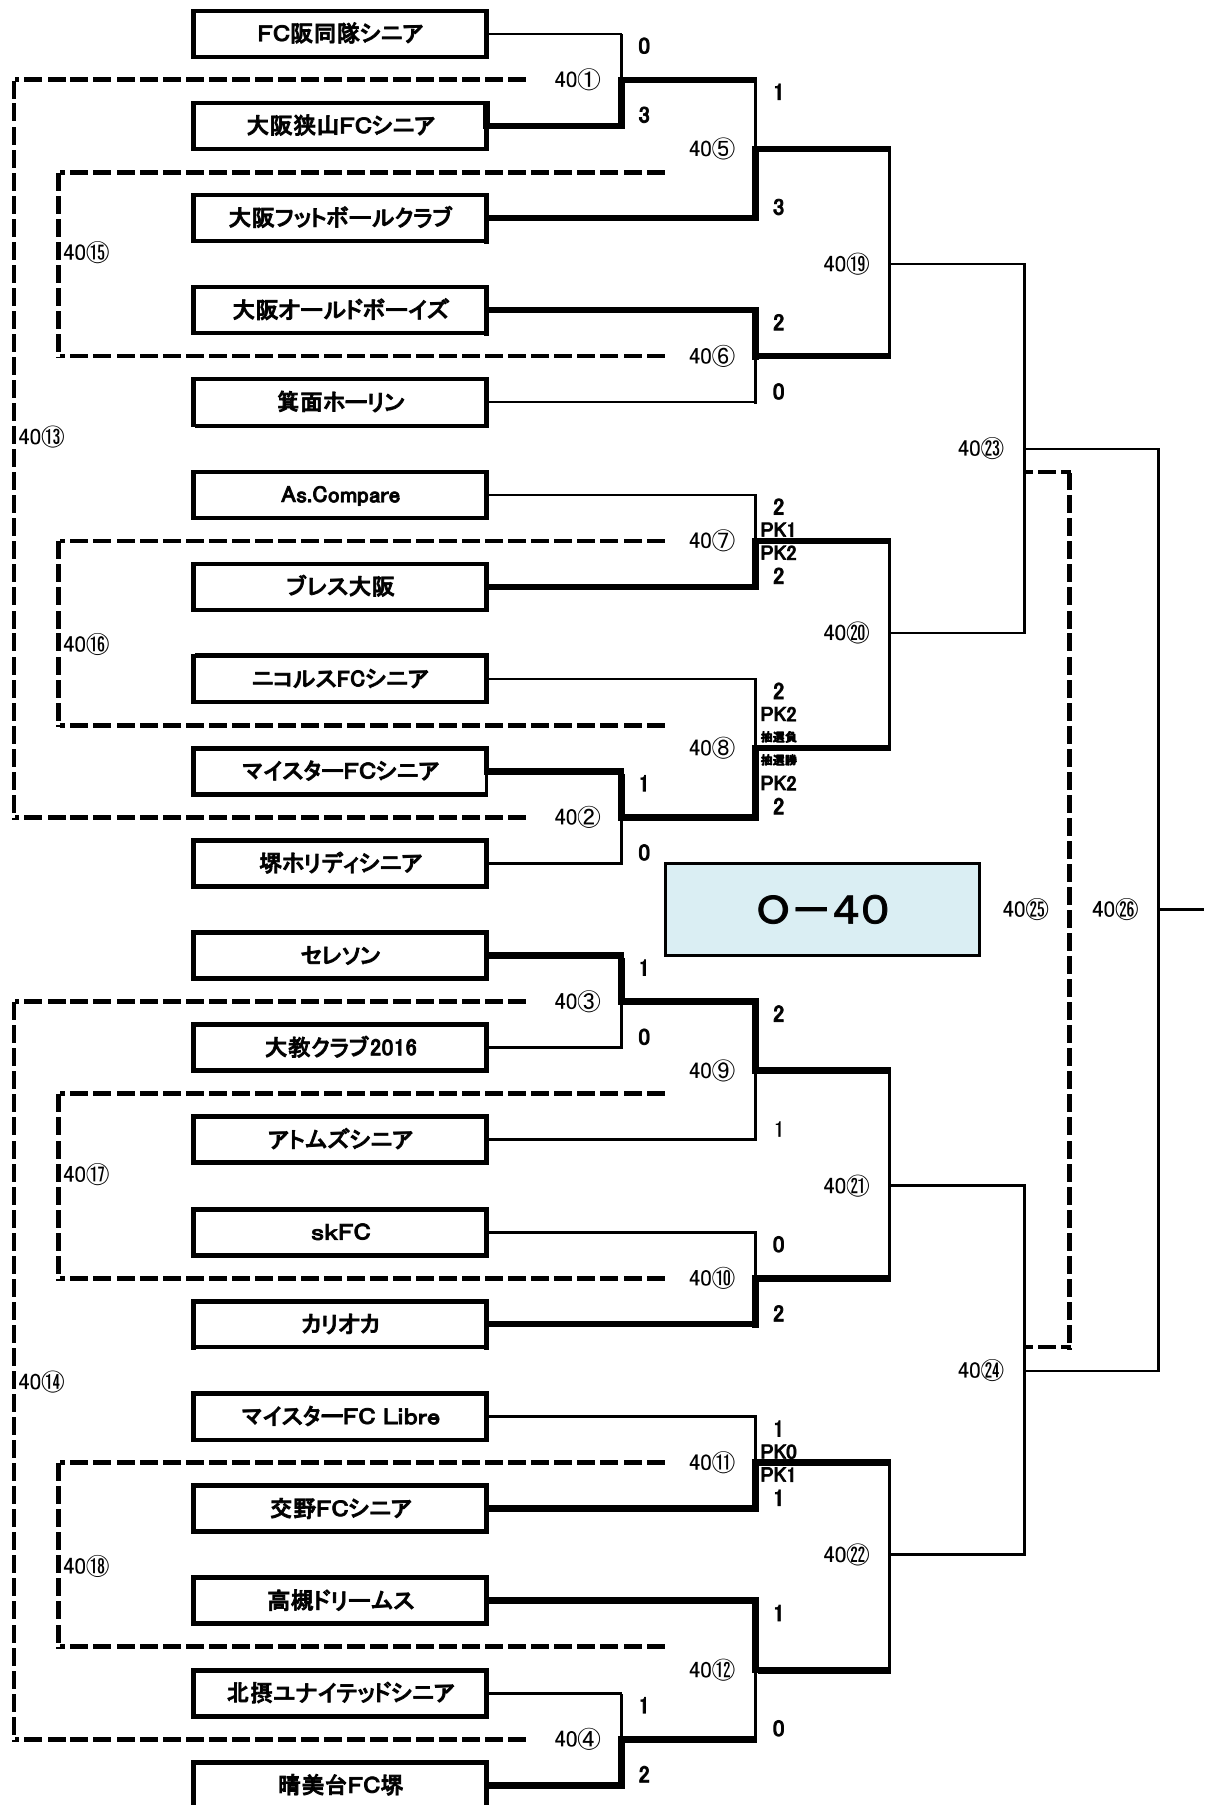 FC阪同隊シニア
0
40①
1
3
大阪狭山FCシニア
40⑤
大阪フットボールクラブ
3
40⑮
40⑲
大阪オールドボーイズ
2
40⑥
0
箕面ホーリン
40⑬
40㉓
As.Compare
2
PK1
40⑦
PK2
2
ブレス大阪
40⑯
40⑳
ニコルスFCシニア
2
PK2
抽選負
40⑧
抽選勝
マイスターFCシニア
1
PK2
2
40②
0
堺ホリディシニア
O－40
40㉕
40㉖
セレソン
1
40③
2
0
大教クラブ2016
40⑨
アトムズシニア
1
40⑰
40㉑
skFC
0
40⑩
2
カリオカ
40⑭
40㉔
マイスターFC Libre
1
PK0
40⑪
PK1
1
交野FCシニア
40⑱
40㉒
高槻ドリームス
1
40⑫
北摂ユナイテッドシニア
1
0
40④
2
晴美台FC堺